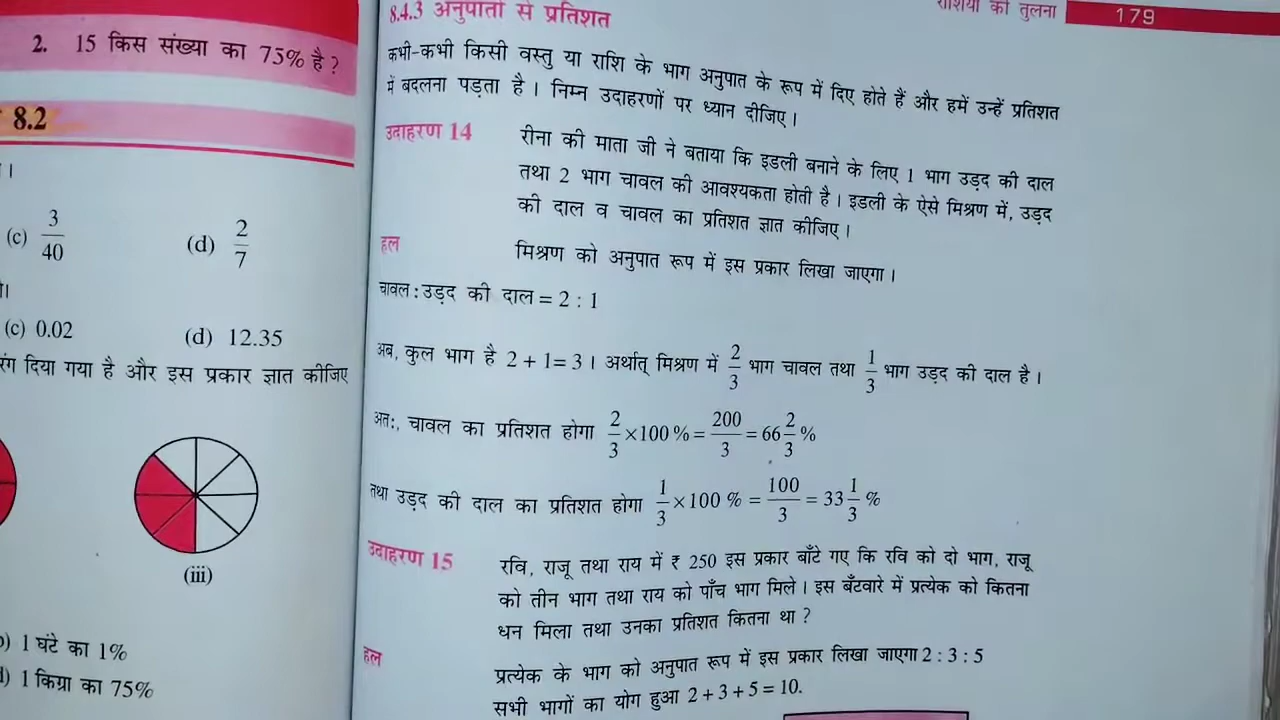 2. 15 किस संख्या का 75% है ?
8.2
।
(c) 3/40 (d) 2/7
(c) 0.02 (d) 12.35
रंग दिया गया है और इस प्रकार ज्ञात कीजिए
(iii)
1 घंटे का 1%
1 किग्रा का 75%
राशियों की तुलना 179
8.4.3 अनुपातों से प्रतिशत
कभी-कभी किसी वस्तु या राशि के भाग अनुपात के रूप में दिए होते हैं और हमें उन्हें प्रतिशत
में बदलना पड़ता है। निम्न उदाहरणों पर ध्यान दीजिए।
उदाहरण 14 रीना की माता जी ने बताया कि इडली बनाने के लिए 1 भाग उड़द की दाल
तथा 2 भाग चावल की आवश्यकता होती है। इडली के ऐसे मिश्रण में, उड़द
की दाल व चावल का प्रतिशत ज्ञात कीजिए।
हल मिश्रण को अनुपात रूप में इस प्रकार लिखा जाएगा।
चावल : उड़द की दाल = 2 : 1
अब, कुल भाग है 2 + 1= 3। अर्थात् मिश्रण में 2/3 भाग चावल तथा 1/3 भाग उड़द की दाल है।
अत:, चावल का प्रतिशत होगा 2/3 ×100 % = 200/3 = 66 2/3 %
तथा उड़द की दाल का प्रतिशत होगा 1/3 ×100 % = 100/3 = 33 1/3 %
उदाहरण 15 रवि, राजू तथा राय में ₹ 250 इस प्रकार बाँटे गए कि रवि को दो भाग, राजू
को तीन भाग तथा राय को पाँच भाग मिले। इस बँटवारे में प्रत्येक को कितना
धन मिला तथा उनका प्रतिशत कितना था ?
हल प्रत्येक के भाग को अनुपात रूप में इस प्रकार लिखा जाएगा 2 : 3 : 5
सभी भागों का योग हुआ 2 + 3 + 5 = 10.